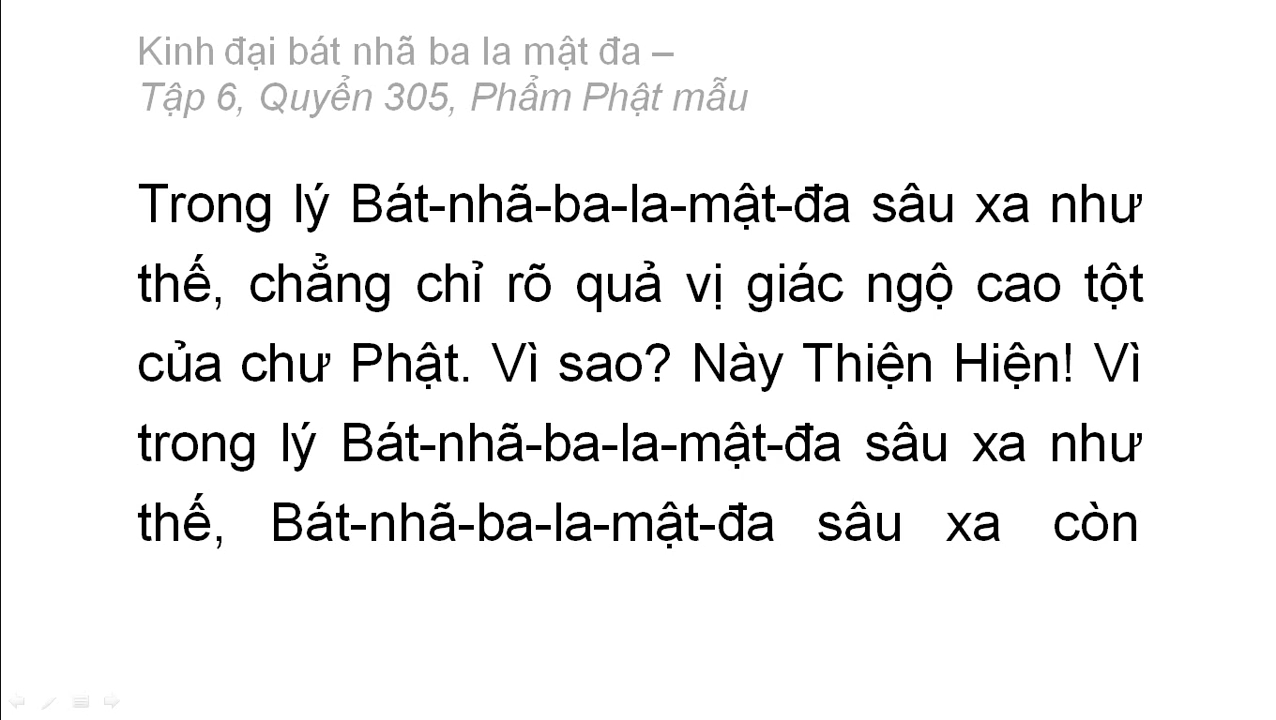 Kinh đại bát nhã ba la mật đa –
Tập 6, Quyển 305, Phẩm Phật mẫu
Trong lý Bát-nhã-ba-la-mật-đa sâu xa như
thế, chẳng chỉ rõ quả vị giác ngộ cao tột
của chư Phật. Vì sao? Này Thiện Hiện! Vì
trong lý Bát-nhã-ba-la-mật-đa sâu xa như
thế, Bát-nhã-ba-la-mật-đa sâu xa còn